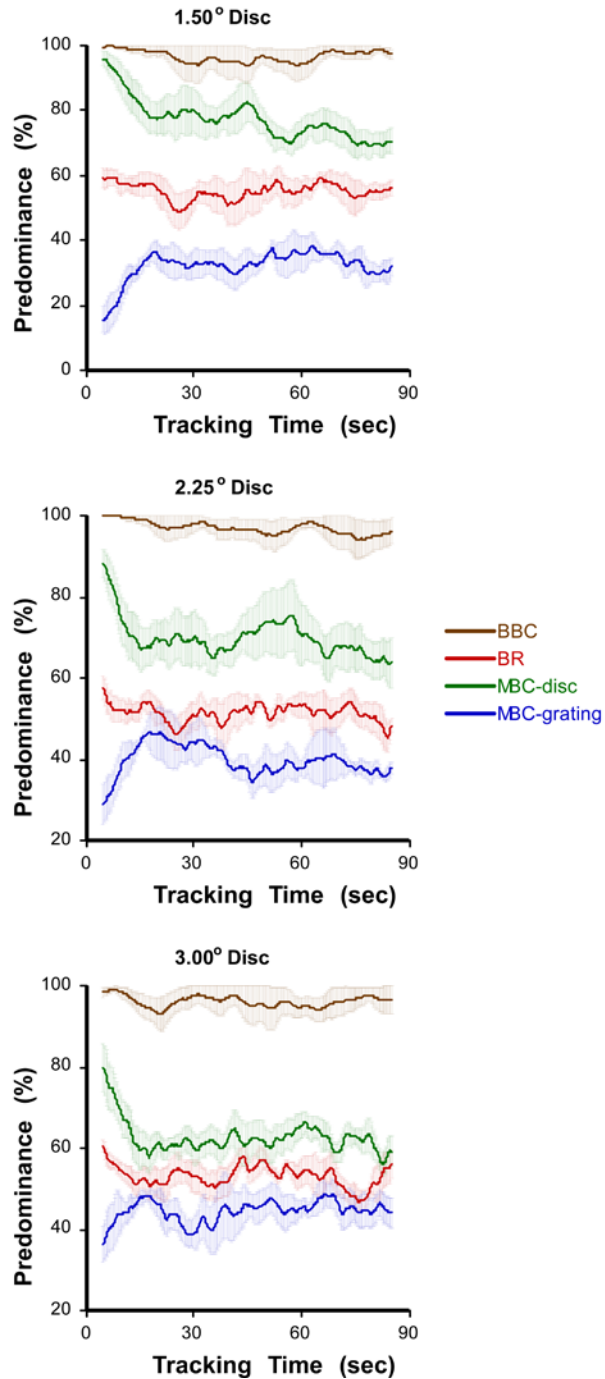 1.50° Disc
Predominance (%)
100
80
60
40
20
0
0 30 60 90
Tracking Time (sec)
2.25° Disc
Predominance (%)
100
80
60
40
20
0 30 60 90
Tracking Time (sec)
BBC
BR
MBC-disc
MBC-grating
3.00° Disc
Predominance (%)
100
80
60
40
20
0 30 60 90
Tracking Time (sec)